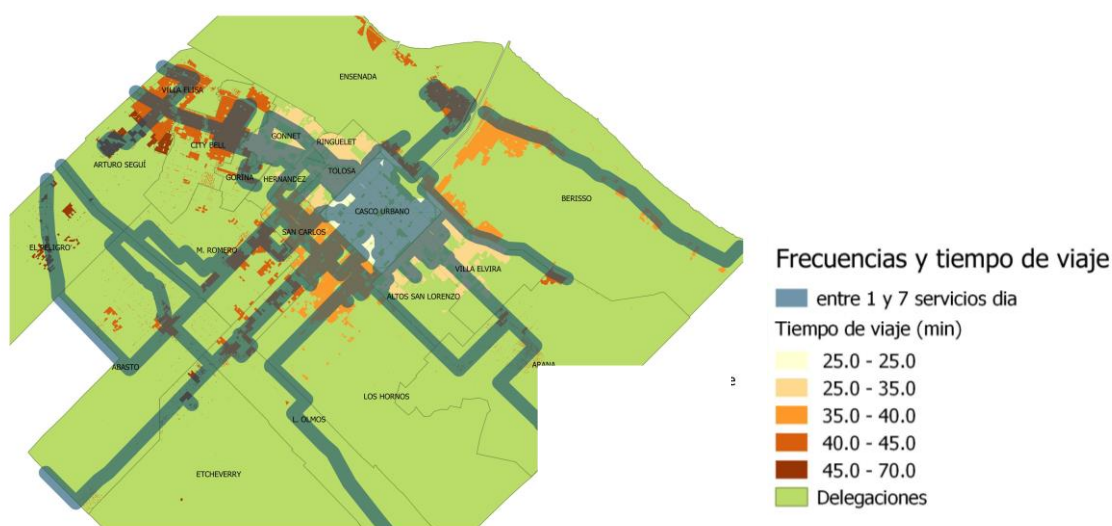 ENSENADA
VILLA ELISA
GONNET
RINGUELET
CITY BELL
ARTURO SEGUÍ
TOLOSA
GORINA
HERNANDEZ
BERISSO
CASCO URBANO
SAN CARLOS
EL PELIGRO
M. ROMERO
VILLA ELVIRA
ALTOS SAN LORENZO
ABASTO
ARANA
LOS HORNOS
L. OLMOS
ETCHEVERRY
Frecuencias y tiempo de viaje
entre 1 y 7 servicios dia
Tiempo de viaje (min)
25.0 - 25.0
25.0 - 35.0
35.0 - 40.0
40.0 - 45.0
45.0 - 70.0
Delegaciones